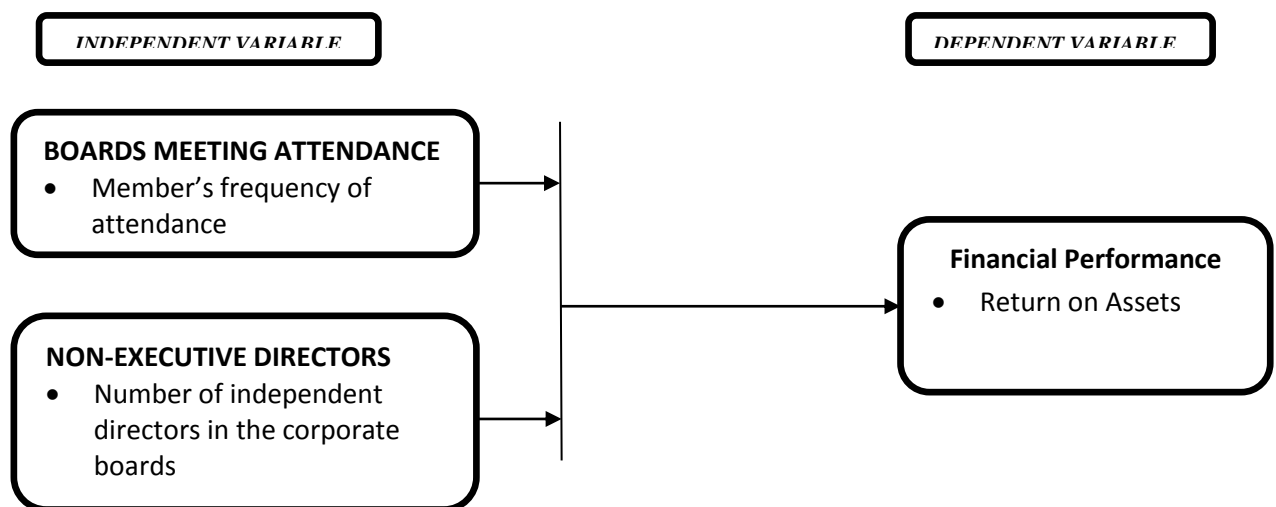 INDEPENDENT VARIABLE
DEPENDENT VARIABLE
BOARDS MEETING ATTENDANCE
• Member’s frequency of
attendance
Financial Performance
• Return on Assets
NON-EXECUTIVE DIRECTORS
• Number of independent
directors in the corporate
boards